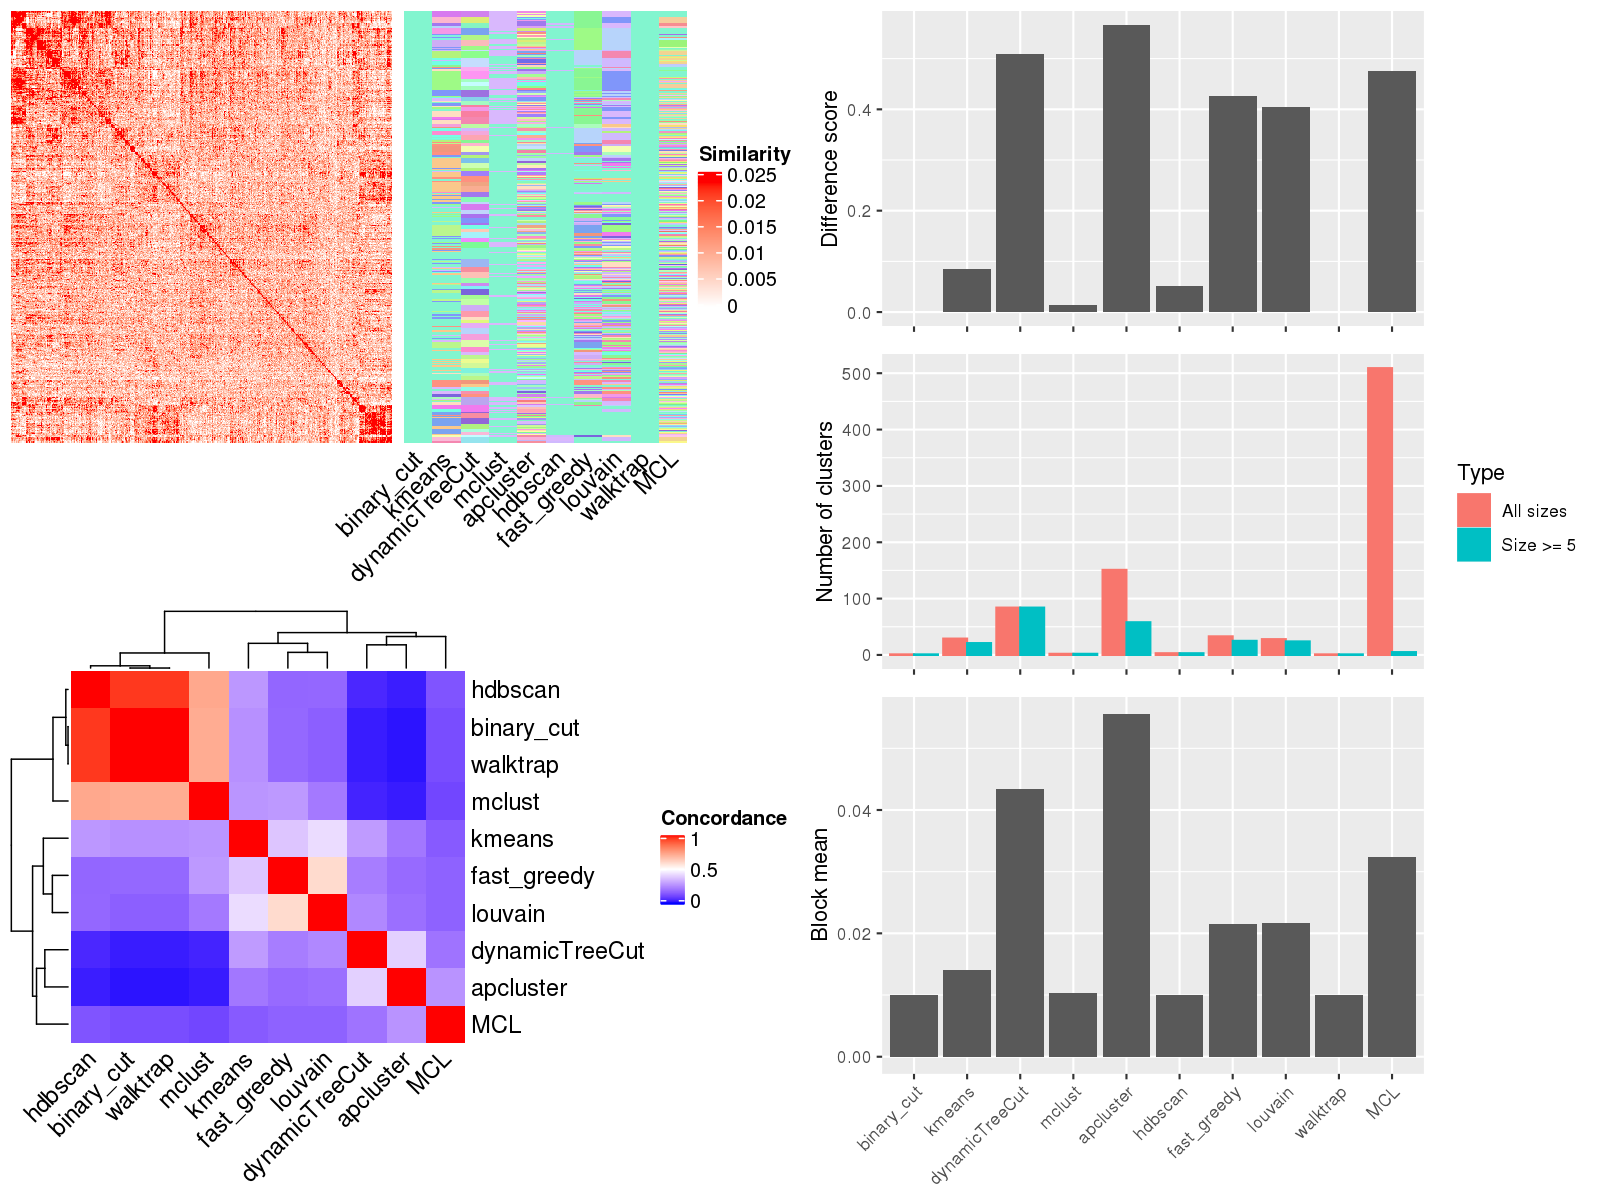 Similarity
0.025
0.02
0.015
0.01
0.005
0
binary_cut
kmeans
dynamicTreeCut
mclust
apcluster
hdbscan
fast_greedy
louvain
walktrap
MCL
hdbscan
binary_cut
walktrap
mclust
kmeans
fast_greedy
louvain
dynamicTreeCut
apcluster
MCL
hdbscan
binary_cut
walktrap
mclust
kmeans
fast_greedy
louvain
dynamicTreeCut
apcluster
MCL
Concordance
1
0.5
0
Difference score
0.4
0.2
0.0
Number of clusters
500
400
300
200
100
0
Type
All sizes
Size >= 5
Block mean
0.04
0.02
0.00
binary_cut
kmeans
dynamicTreeCut
mclust
apcluster
hdbscan
fast_greedy
louvain
walktrap
MCL